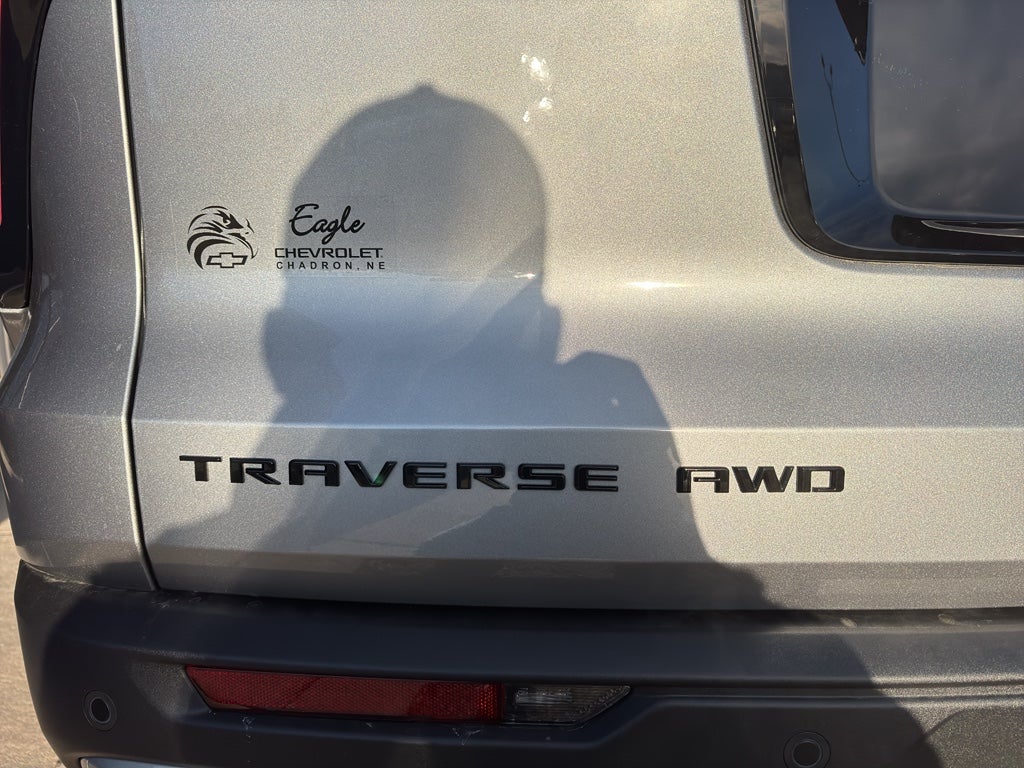 Eagle
CHEVROLET
CHADRON, NE
TRAVERSE AWD